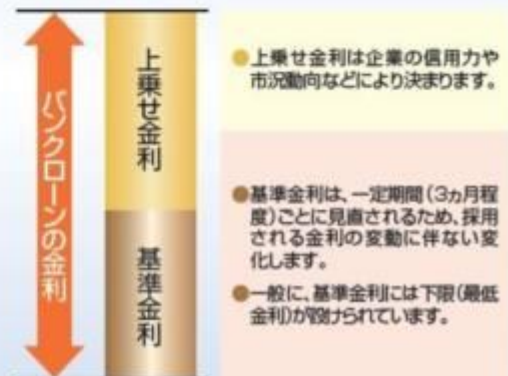 バンクローンの金利
上乗せ金利
基準金利
●上乗せ金利は企業の信用力や
市況動向などにより決まります。
●基準金利は、一定期間(3ヵ月程
度)ごとに見直されるため、採用
される金利の変動に伴ない変
化します。
●一般に、基準金利には下限(最低
金利)が設けられています。